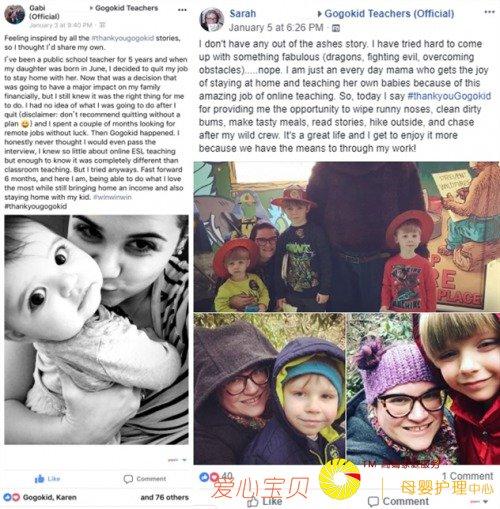 Gabi ▸ Gogokid Teachers
(Official)
January 3 at 9:40 PM
Feeling inspired by all the #thankyougogokid stories,
so I thought I'd share my own.
I've been a public school teacher for 5 years and when
my daughter was born in June, I decided to quit my
job to stay home with her. Now that was a decision that
was going to have a major impact on my family
financially, but I still knew it was the right thing for me
to do. I had no idea of what I was going to do after I
quit (disclaimer: don't recommend quitting without a
plan 😅) and I spent a couple of months looking for
remote jobs without luck. Then Gogokid happened. I
honestly never thought I would even pass the
interview, I knew so little about online ESL teaching
but enough to know it was completely different than
classroom teaching. But I tried anyways. Fast forward
6 months, and here I am, being able to do what I love
the most while still bringing home an income and also
staying home with my kid. #winwinwin
#thankyougogokid
Like
Comment
Gogokid, Karen
and 76 others
Sarah ▸ Gogokid Teachers (Official)
January 5 at 6:26 PM
I don't have any out of the ashes story. I have tried hard to come
up with something fabulous (dragons, fighting evil, overcoming
obstacles).....nope. I am just an every day mama who gets the joy
of staying at home and teaching her own babies because of this
amazing job of online teaching. So, today I say #thankyouGogokid
for providing me the opportunity to wipe runny noses, clean dirty
bums, make tasty meals, read stories, hike outside, and chase
after my wild crew. It's a great life and I get to enjoy it more
because we have the means to through my work!
PLACE
40
1 Comment
Like
Comment
爱心宝贝
TM
母婴护理中心